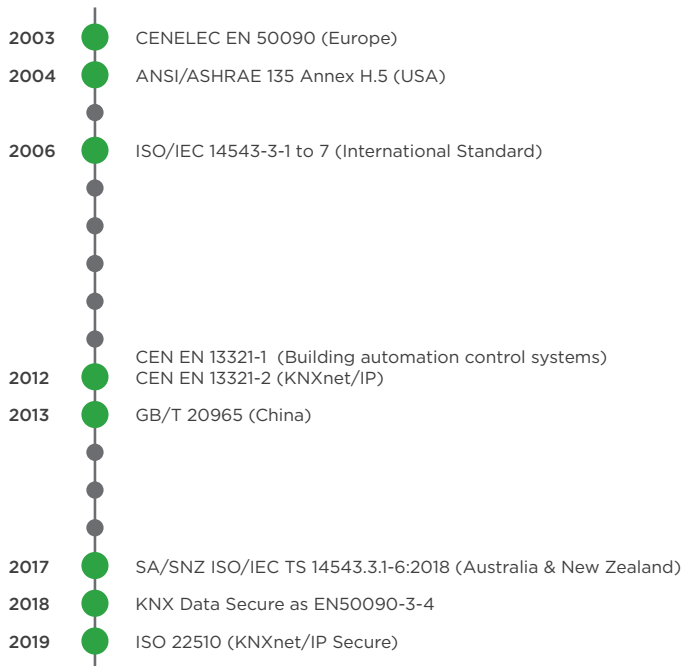 2003 CENELEC EN 50090 (Europe)
2004 ANSI/ASHRAE 135 Annex H.5 (USA)
2006 ISO/IEC 14543-3-1 to 7 (International Standard)
CEN EN 13321-1 (Building automation control systems)
2012 CEN EN 13321-2 (KNXnet/IP)
2013 GB/T 20965 (China)
2017 SA/SNZ ISO/IEC TS 14543.3.1-6:2018 (Australia & New Zealand)
2018 KNX Data Secure as EN50090-3-4
2019 ISO 22510 (KNXnet/IP Secure)